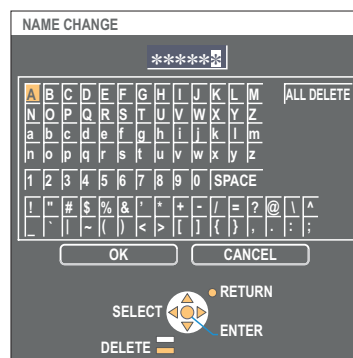 NAME CHANGE
******
A B C D E F G H I J K L M ALL DELETE
N O P Q R S T U V W X Y Z
a b c d e f g h i j k l m
n o p q r s t u v w x y z
1 2 3 4 5 6 7 8 9 0 SPACE
! " # $ % & ' * + - / = ? @ \ ^
_ ` | ~ ( ) < > [ ] { } , . : ;
OK CANCEL
RETURN
SELECT
ENTER
DELETE